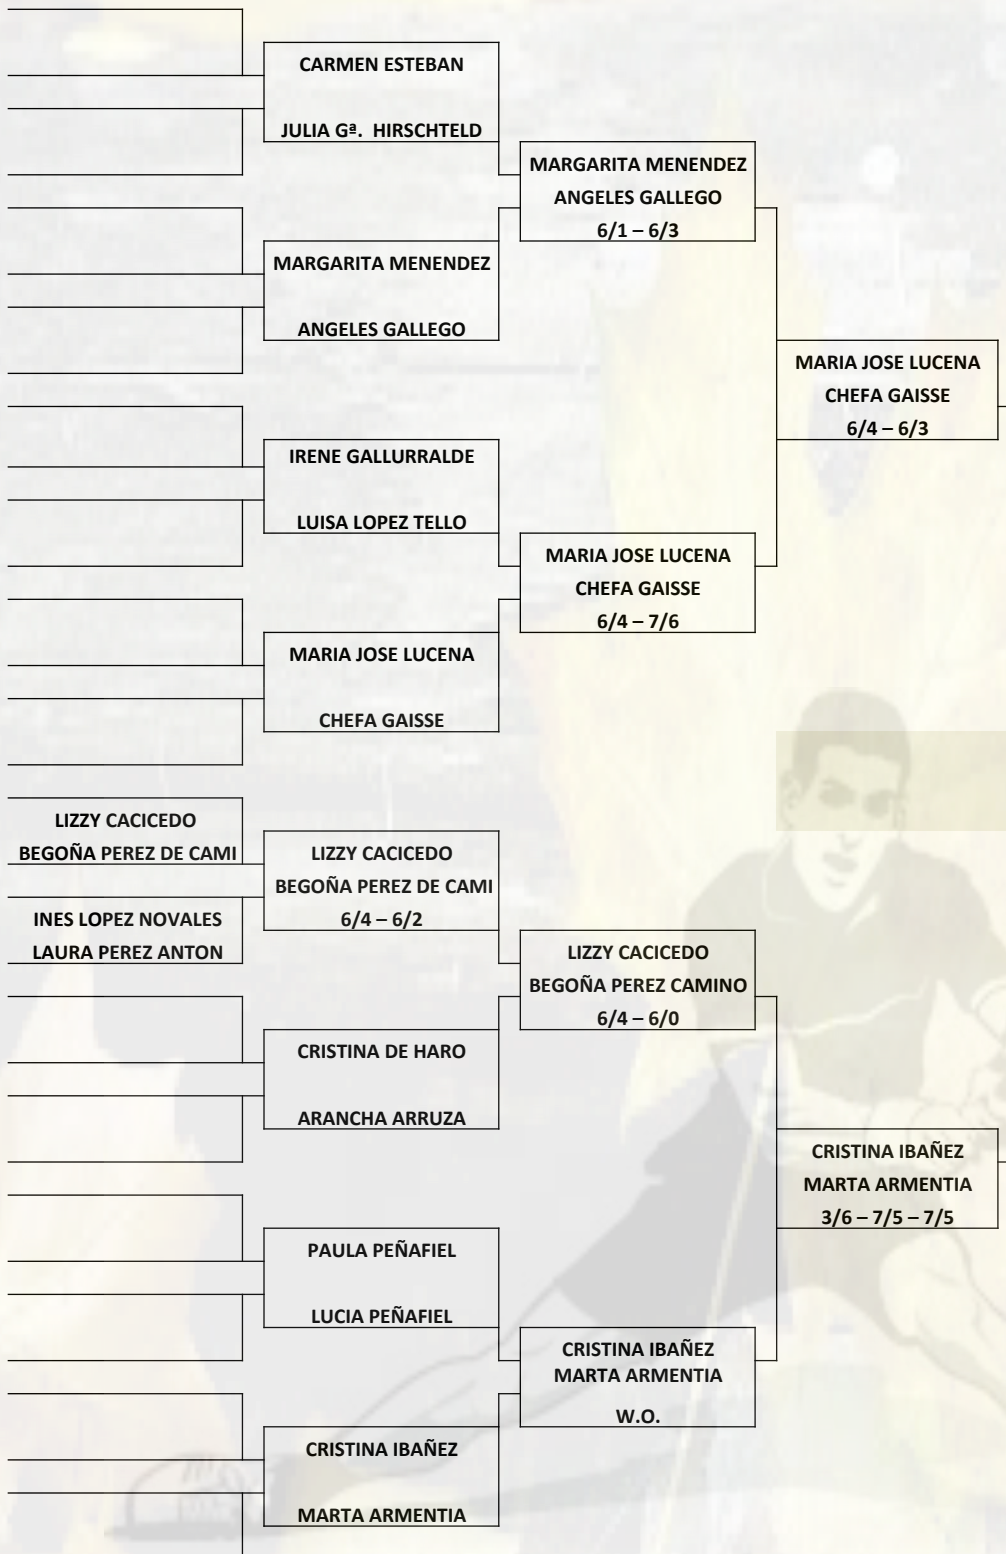 CARMEN ESTEBAN
JULIA Gª. HIRSCHTELD
MARGARITA MENENDEZ
ANGELES GALLEGO
6/1 – 6/3
MARGARITA MENENDEZ
ANGELES GALLEGO
MARIA JOSE LUCENA
CHEFA GAISSE
6/4 – 6/3
IRENE GALLURRALDE
LUISA LOPEZ TELLO
MARIA JOSE LUCENA
CHEFA GAISSE
6/4 – 7/6
MARIA JOSE LUCENA
CHEFA GAISSE
LIZZY CACICEDO
BEGOÑA PEREZ DE CAMI
LIZZY CACICEDO
BEGOÑA PEREZ DE CAMI
6/4 – 6/2
INES LOPEZ NOVALES
LAURA PEREZ ANTON
LIZZY CACICEDO
BEGOÑA PEREZ CAMINO
6/4 – 6/0
CRISTINA DE HARO
ARANCHA ARRUZA
CRISTINA IBAÑEZ
MARTA ARMENTIA
3/6 – 7/5 – 7/5
PAULA PEÑAFIEL
LUCIA PEÑAFIEL
CRISTINA IBAÑEZ
MARTA ARMENTIA
W.O.
CRISTINA IBAÑEZ
MARTA ARMENTIA